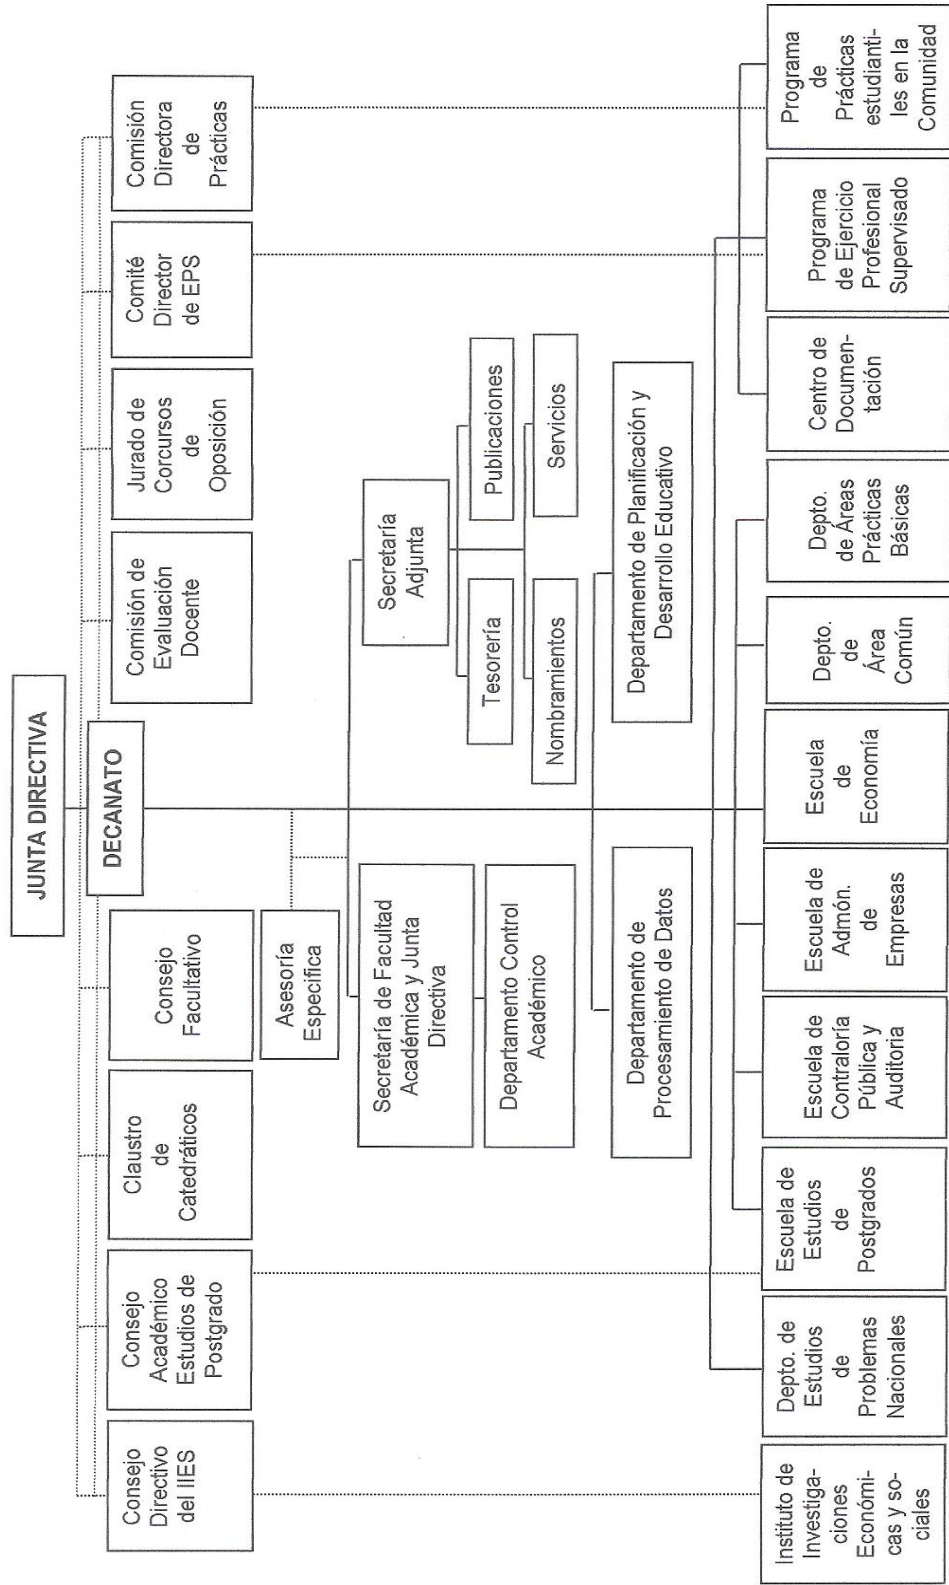 JUNTA DIRECTIVA
DECANATO
Consejo
Directivo
del IIES
Consejo
Académico
Estudios de
Postgrado
Claustro
de
Catedráticos
Consejo
Facultativo
Comisión de
Evaluación
Docente
Jurado de
Corcursos
de
Oposición
Comité
Director
de EPS
Comisión
Directora
de
Prácticas
Asesoría
Especifica
Secretaría de Facultad
Académica y Junta
Directiva
Departamento Control
Académico
Secretaría
Adjunta
Tesorería
Publicaciones
Nombramientos
Servicios
Departamento de
Procesamiento de Datos
Departamento de Planificación y
Desarrollo Educativo
Instituto de
Investiga-
ciones
Económi-
cas y so-
ciales
Depto. de
Estudios
de
Problemas
Nacionales
Escuela de
Estudios
de
Postgrados
Escuela de
Contraloría
Pública y
Auditoria
Escuela de
Admón.
de
Empresas
Escuela
de
Economía
Depto.
de
Área
Común
Depto.
de Áreas
Prácticas
Básicas
Centro de
Documen-
tación
Programa
de Ejercicio
Profesional
Supervisado
Programa
de
Prácticas
estudianti-
les en la
Comunidad